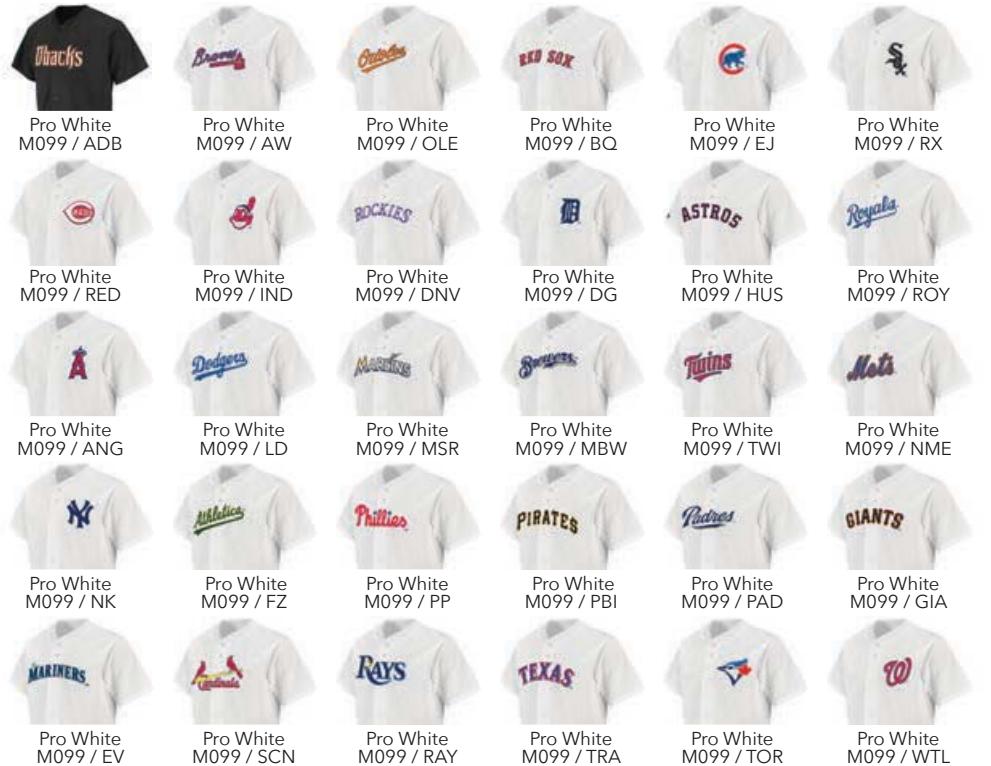 Dbacks
Braves
Orioles
RED SOX
C
Sox
Pro White
M099 / ADB
Pro White
M099 / AW
Pro White
M099 / OLE
Pro White
M099 / BQ
Pro White
M099 / EJ
Pro White
M099 / RX
REDS
ROCKIES
D
ASTROS
Royals
Pro White
M099 / RED
Pro White
M099 / IND
Pro White
M099 / DNV
Pro White
M099 / DG
Pro White
M099 / HUS
Pro White
M099 / ROY
A
Dodgers
MARLINS
Brewers
Twins
Mets
Pro White
M099 / ANG
Pro White
M099 / LD
Pro White
M099 / MSR
Pro White
M099 / MBW
Pro White
M099 / TWI
Pro White
M099 / NME
NY
Athletics
Phillies
PIRATES
Padres
GIANTS
Pro White
M099 / NK
Pro White
M099 / FZ
Pro White
M099 / PP
Pro White
M099 / PBI
Pro White
M099 / PAD
Pro White
M099 / GIA
MARINERS
Cardinals
RAYS
TEXAS
W
Pro White
M099 / EV
Pro White
M099 / SCN
Pro White
M099 / RAY
Pro White
M099 / TRA
Pro White
M099 / TOR
Pro White
M099 / WTL